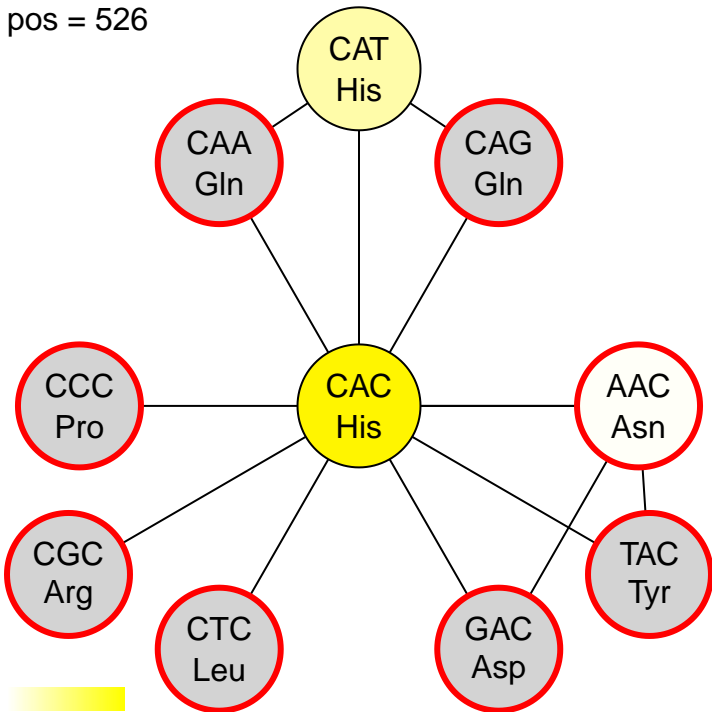 pos = 526
CAT
His
CAA
Gln
CAG
Gln
CCC
Pro
CAC
His
AAC
Asn
CGC
Arg
TAC
Tyr
CTC
Leu
GAC
Asp